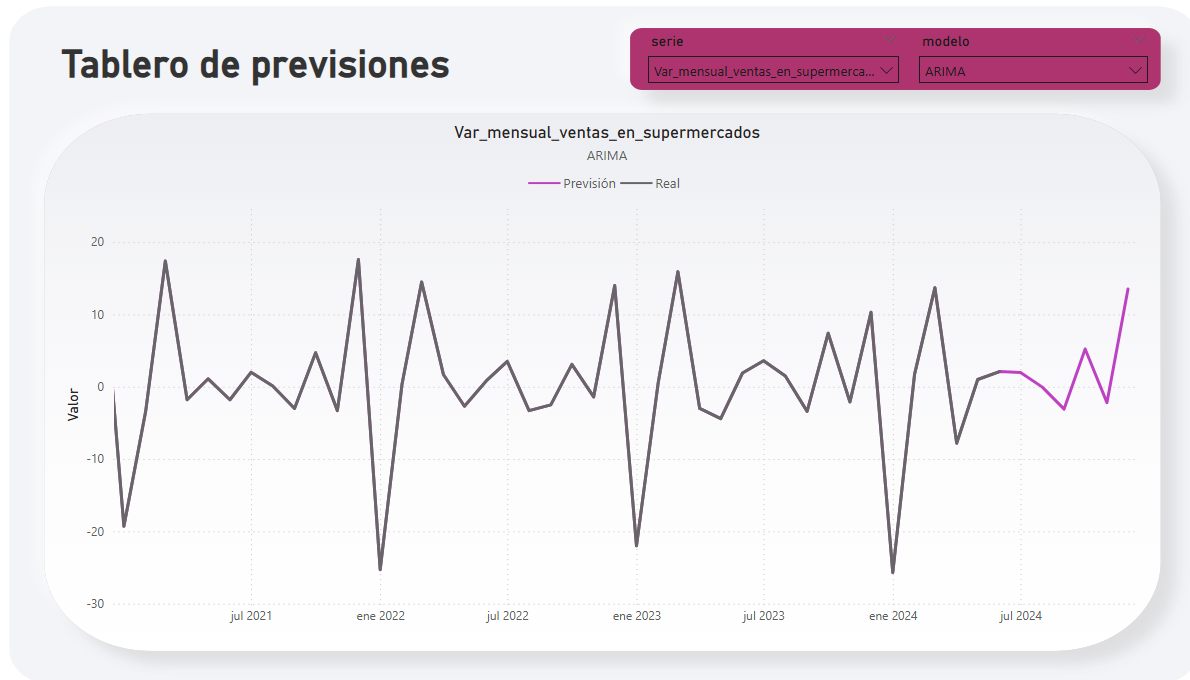 Tablero de previsiones
serie
Var_mensual_ventas_en_supermerca...
modelo
ARIMA
Var_mensual_ventas_en_supermercados
ARIMA
Previsión
Real
Valor
20
10
0
-10
-20
-30
jul 2021
ene 2022
jul 2022
ene 2023
jul 2023
ene 2024
jul 2024